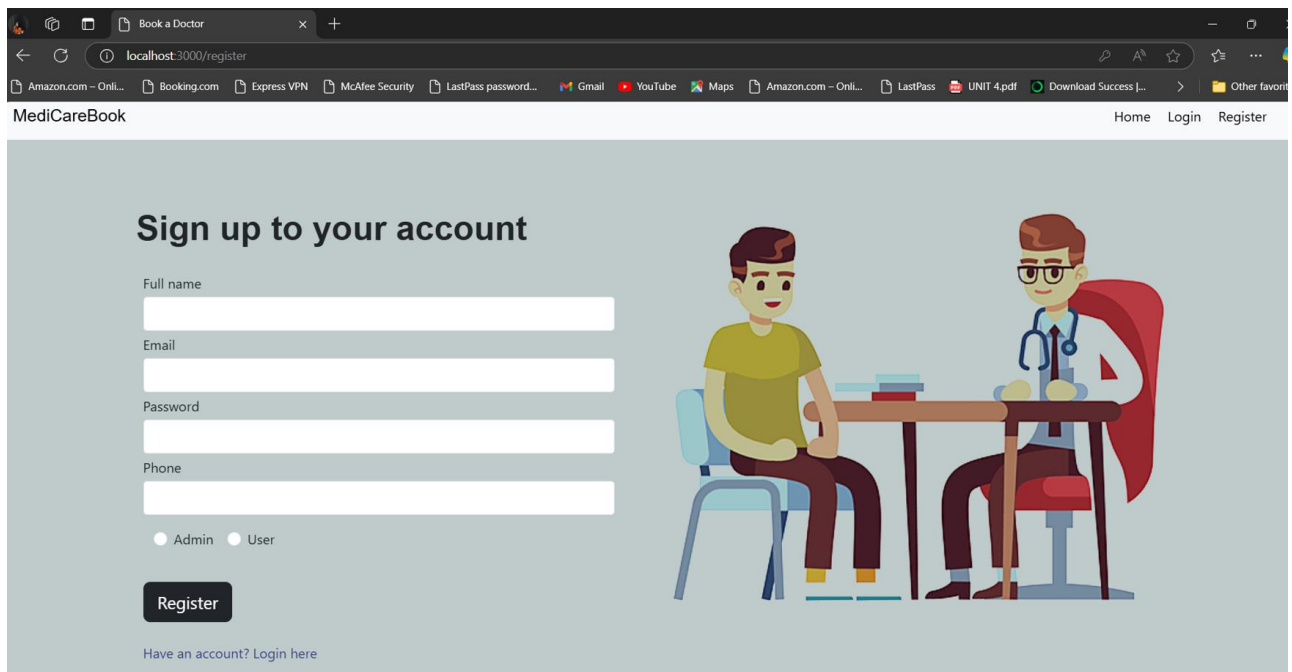 Book a Doctor
localhost:3000/register
Amazon.com – Onli... Booking.com Express VPN McAfee Security LastPass password... Gmail YouTube Maps Amazon.com – Onli... LastPass UNIT 4.pdf Download Success |... Other favorit
MediCareBook Home Login Register
Sign up to your account
Full name
Email
Password
Phone
Admin User
Register
Have an account? Login here